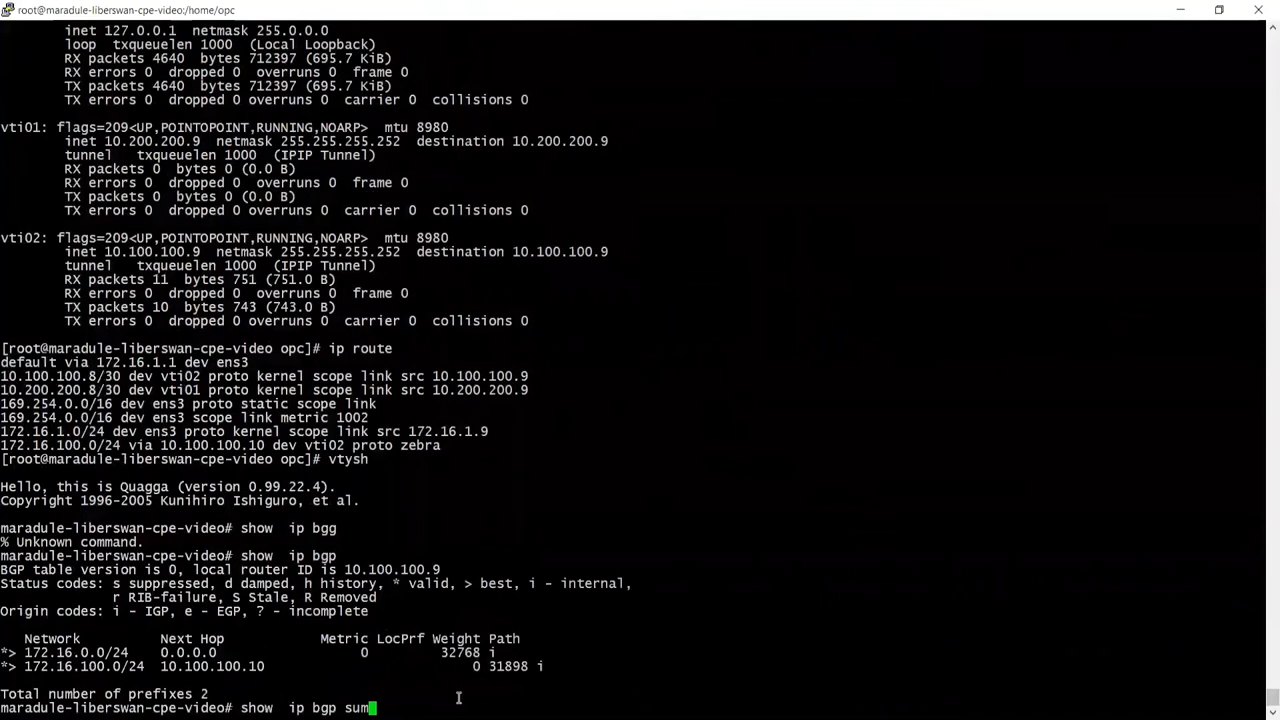 root@maradule-liberswan-cpe-video:/home/opc
inet 127.0.0.1 netmask 255.0.0.0
loop txqueuelen 1000 (Local Loopback)
RX packets 4640 bytes 712397 (695.7 KiB)
RX errors 0 dropped 0 overruns 0 frame 0
TX packets 4640 bytes 712397 (695.7 KiB)
TX errors 0 dropped 0 overruns 0 carrier 0 collisions 0
vti01: flags=209<UP,POINTOPOINT,RUNNING,NOARP> mtu 8980
inet 10.200.200.9 netmask 255.255.255.252 destination 10.200.200.9
tunnel txqueuelen 1000 (IPIP Tunnel)
RX packets 0 bytes 0 (0.0 B)
RX errors 0 dropped 0 overruns 0 frame 0
TX packets 0 bytes 0 (0.0 B)
TX errors 0 dropped 0 overruns 0 carrier 0 collisions 0
vti02: flags=209<UP,POINTOPOINT,RUNNING,NOARP> mtu 8980
inet 10.100.100.9 netmask 255.255.255.252 destination 10.100.100.9
tunnel txqueuelen 1000 (IPIP Tunnel)
RX packets 11 bytes 751 (751.0 B)
RX errors 0 dropped 0 overruns 0 frame 0
TX packets 10 bytes 743 (743.0 B)
TX errors 0 dropped 0 overruns 0 carrier 0 collisions 0
[root@maradule-liberswan-cpe-video opc]# ip route
default via 172.16.1.1 dev ens3
10.100.100.8/30 dev vti02 proto kernel scope link src 10.100.100.9
10.200.200.8/30 dev vti01 proto kernel scope link src 10.200.200.9
169.254.0.0/16 dev ens3 proto static scope link
169.254.0.0/16 dev ens3 scope link metric 1002
172.16.1.0/24 dev ens3 proto kernel scope link src 172.16.1.9
172.16.100.0/24 via 10.100.100.10 dev vti02 proto zebra
[root@maradule-liberswan-cpe-video opc]# vtysh
Hello, this is Quagga (version 0.99.22.4).
Copyright 1996-2005 Kunihiro Ishiguro, et al.
maradule-liberswan-cpe-video# show ip bgg
% Unknown command.
maradule-liberswan-cpe-video# show ip bgp
BGP table version is 0, local router ID is 10.100.100.9
Status codes: s suppressed, d damped, h history, * valid, > best, i - internal,
r RIB-failure, S Stale, R Removed
Origin codes: i - IGP, e - EGP, ? - incomplete
Network Next Hop Metric LocPrf Weight Path
*> 172.16.0.0/24 0.0.0.0 0 32768 i
*> 172.16.100.0/24 10.100.100.10 0 31898 i
Total number of prefixes 2
maradule-liberswan-cpe-video# show ip bgp sum